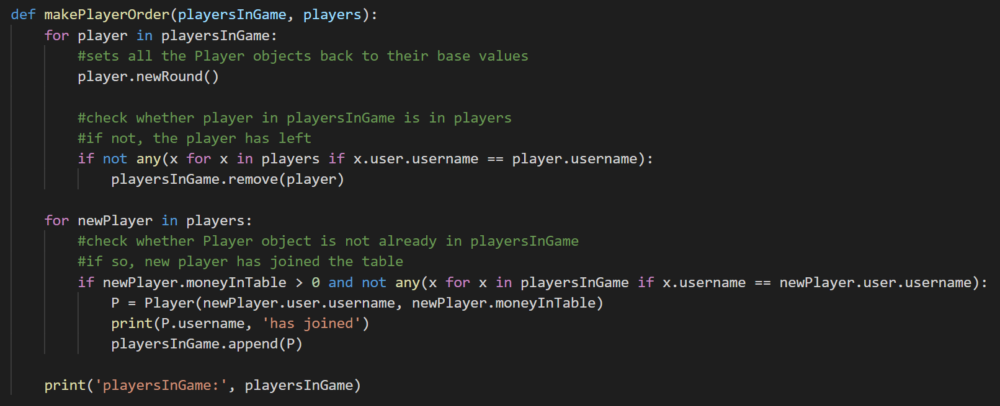 def makePlayerOrder(playersInGame, players):
    for player in playersInGame:
        #sets all the Player objects back to their base values
        player.newRound()

        #check whether player in playersInGame is in players
        #if not, the player has left
        if not any(x for x in players if x.user.username == player.username):
            playersInGame.remove(player)

    for newPlayer in players:
        #check whether Player object is not already in playersInGame
        #if so, new player has joined the table
        if newPlayer.moneyInTable > 0 and not any(x for x in playersInGame if x.username == newPlayer.user.username):
            P = Player(newPlayer.user.username, newPlayer.moneyInTable)
            print(P.username, 'has joined')
            playersInGame.append(P)

    print('playersInGame:', playersInGame)